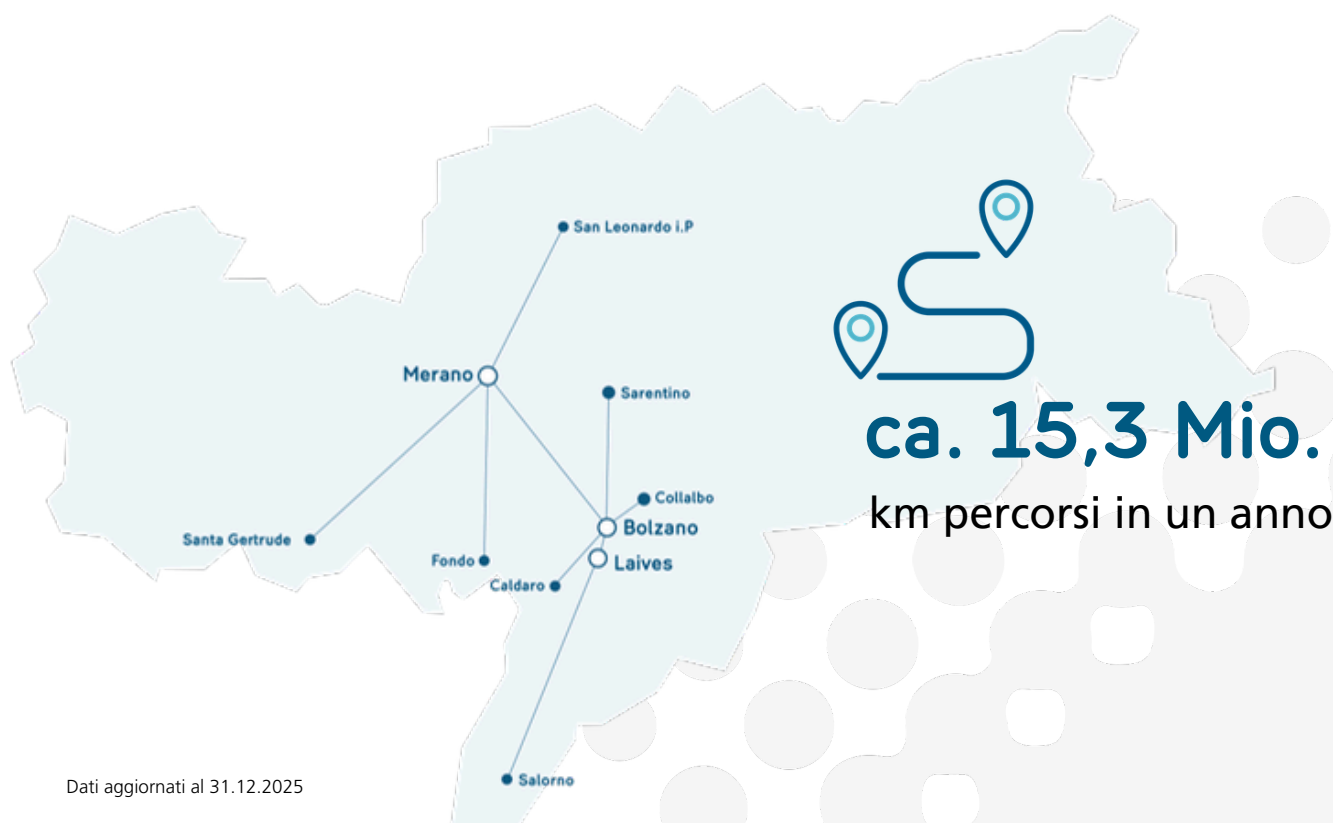 San Leonardo i.P
Merano
Sarentino
ca. 15,3 Mio.
km percorsi in un anno
Collalbo
Bolzano
Santa Gertrude
Fondo
Laives
Caldaro
Salorno
Dati aggiornati al 31.12.2025